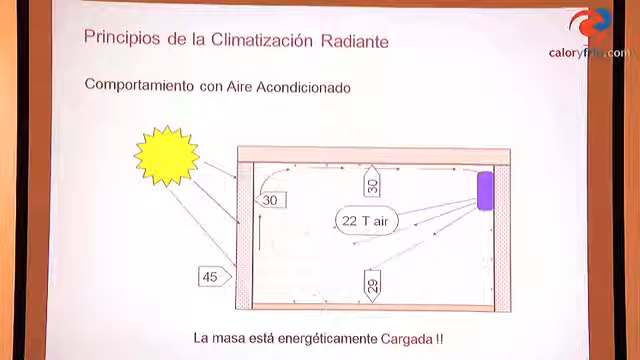 Principios de la Climatización Radiante
caloryfrio.com
Comportamiento con Aire Acondicionado
30
30
22 T air
45
29
La masa está energéticamente Cargada !!